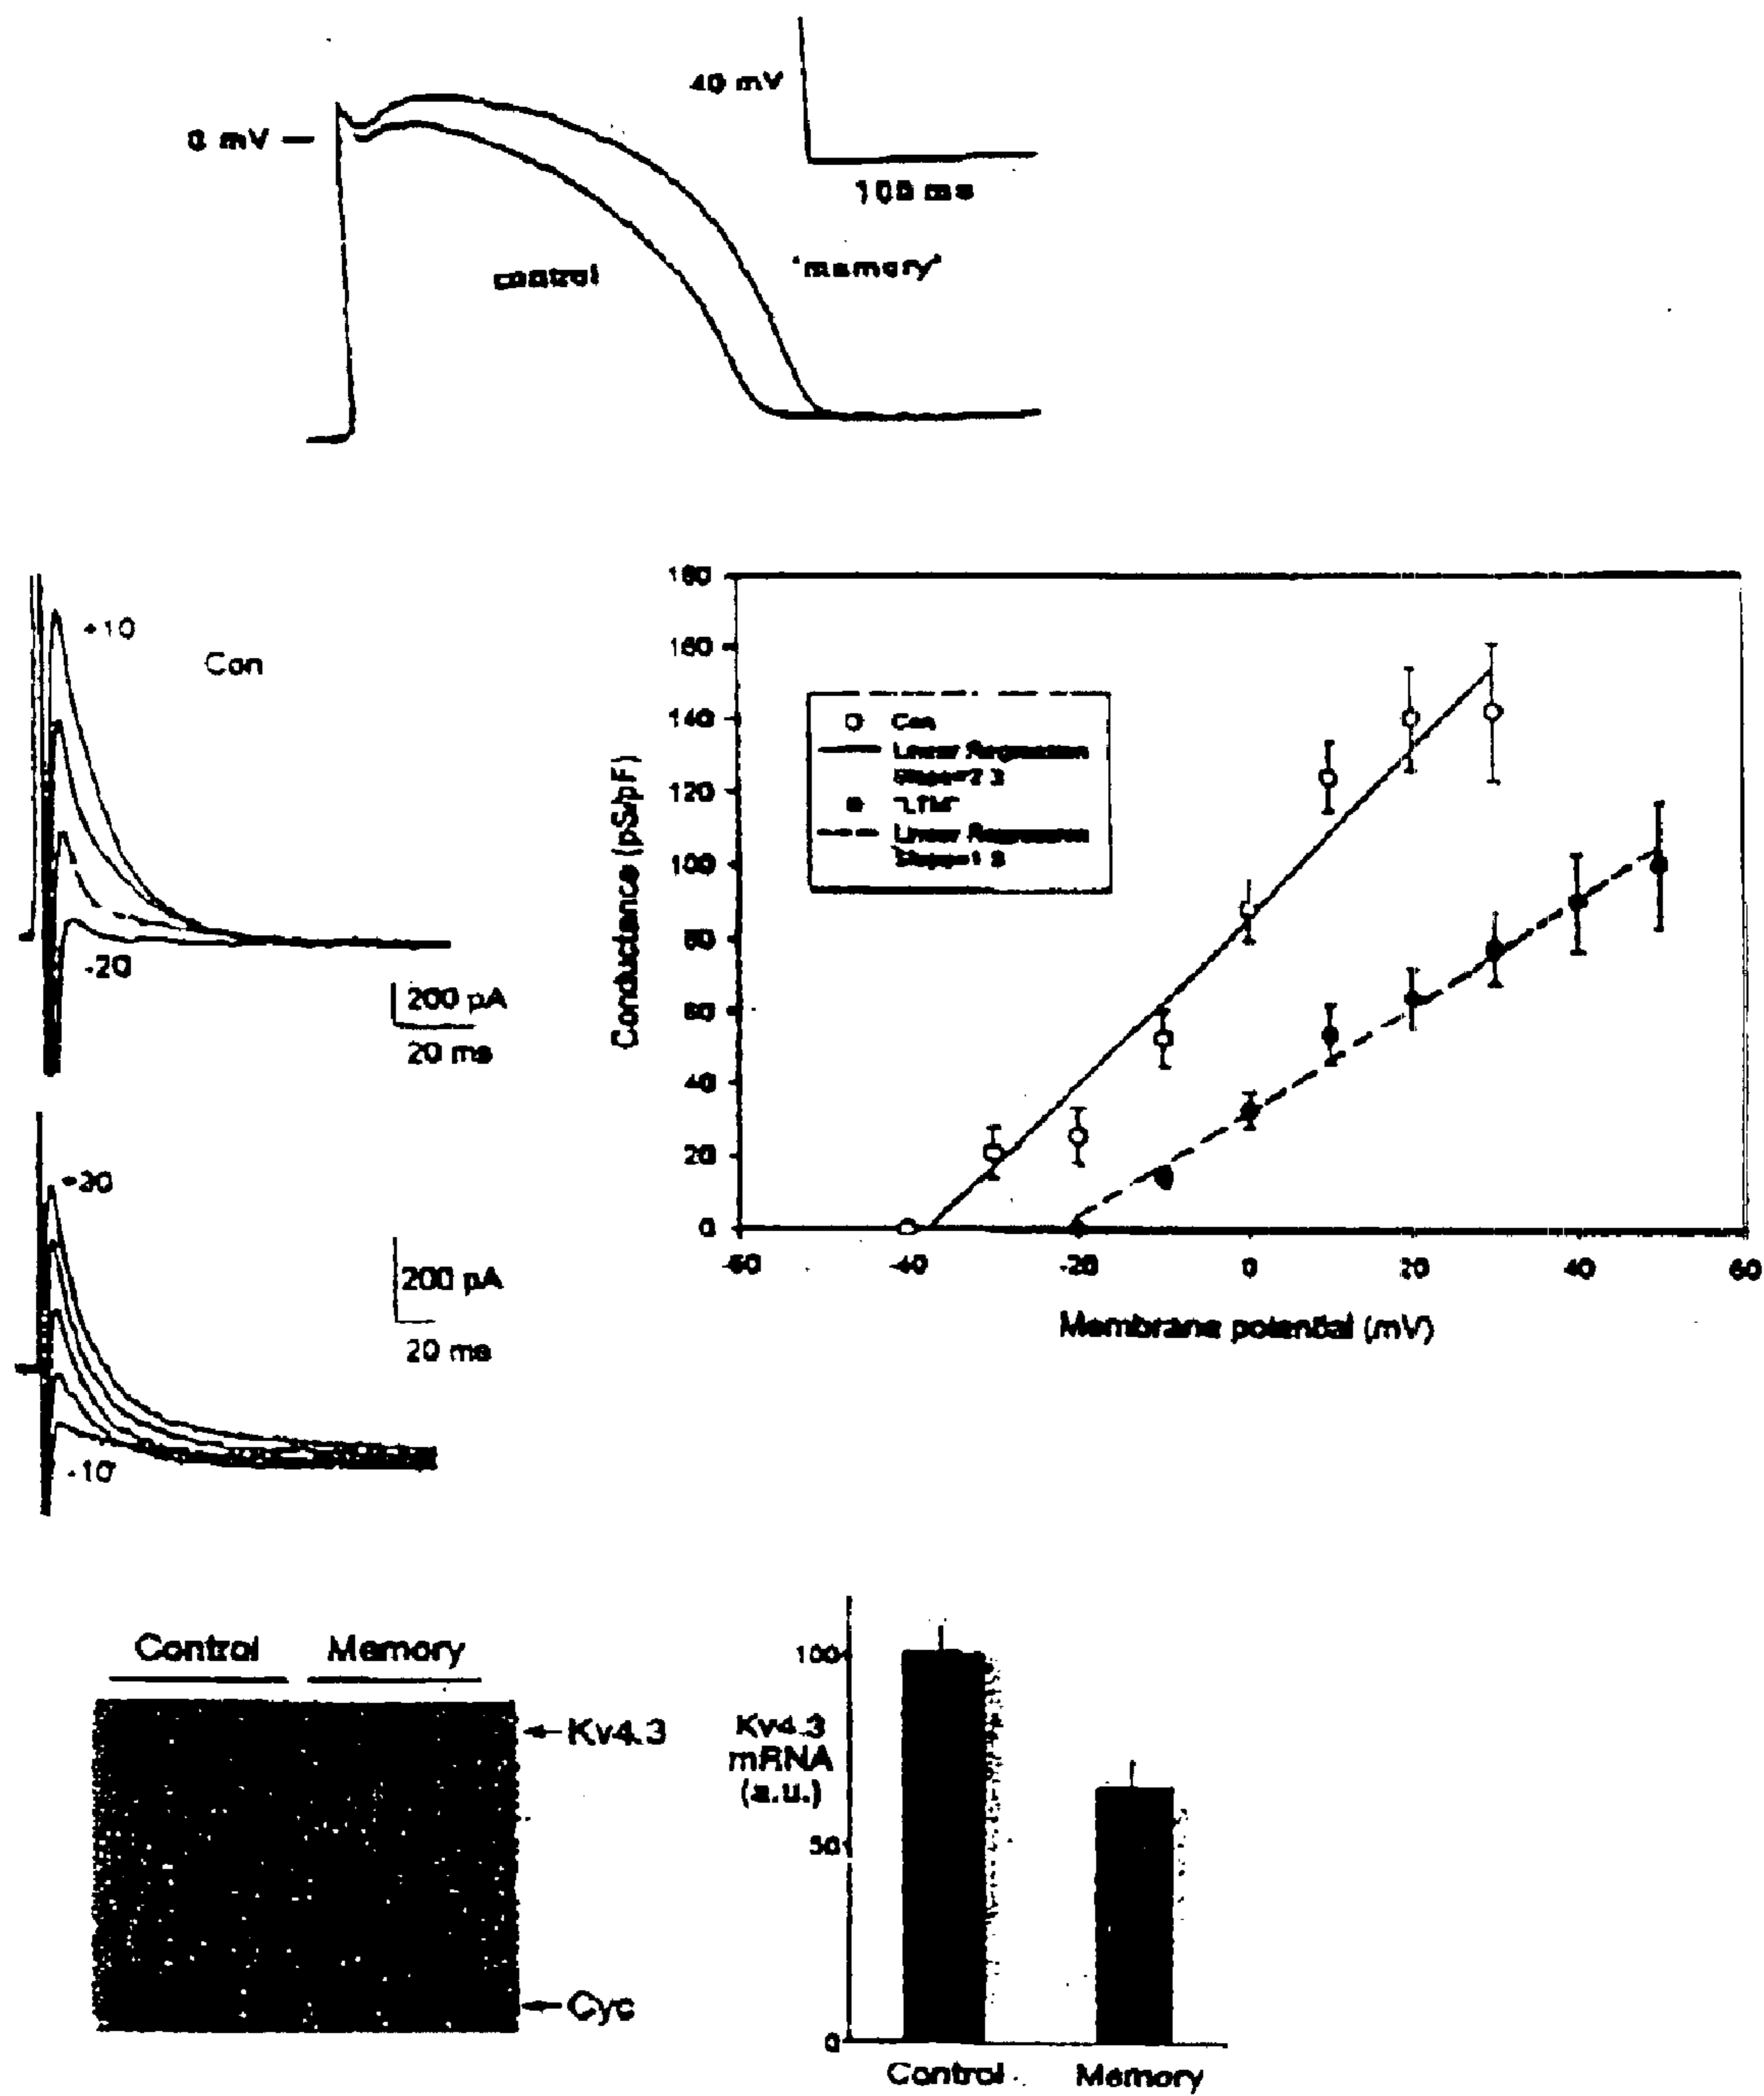 40 mV
0 mV
100 ms
control
"memory"
+10
Con
-20
200 pA
20 ms
-10
200 pA
20 ms
Conductance (pS/pF)
180
160
140
120
100
80
60
40
20
0
-60
-40
-20
0
20
40
60
Membrane potential (mV)
Con
Linear Regression
Linear Regression
Control
Memory
Kv4.3
Cyc
Kv4.3
mRNA
(a.u.)
100
50
0
Control
Memory